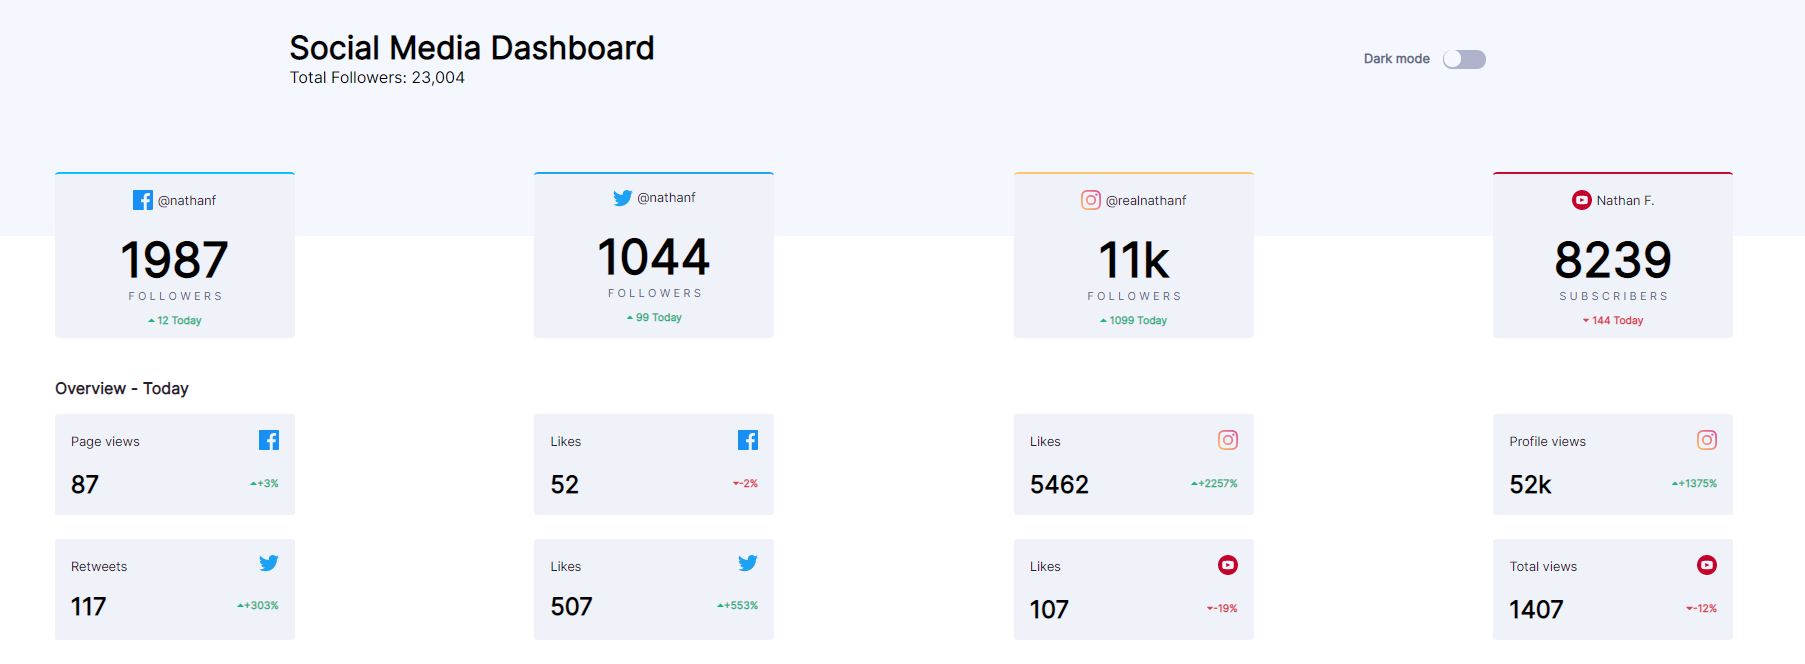 Social Media Dashboard
Total Followers: 23,004
Dark mode
@nathanf
1987
FOLLOWERS
12 Today
@nathanf
1044
FOLLOWERS
99 Today
@realnathanf
11k
FOLLOWERS
1099 Today
Nathan F.
8239
SUBSCRIBERS
144 Today
Overview - Today
Page views
87
+3%
Likes
52
-2%
Likes
5462
+2257%
Profile views
52k
+1375%
Retweets
117
+303%
Likes
507
+553%
Likes
107
-19%
Total views
1407
-12%